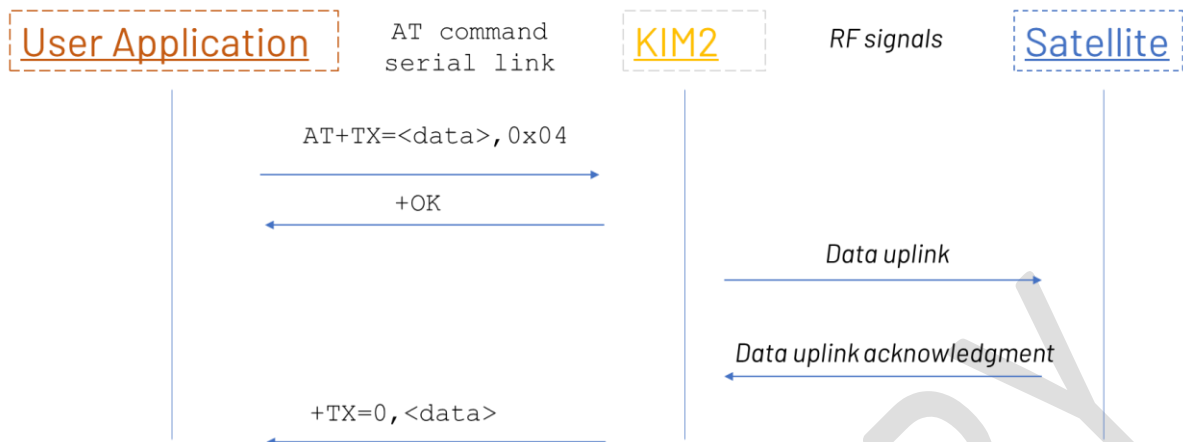 User Application
AT command
serial link
KIM2
RF signals
Satellite
AT+TX=<data>,0x04
+OK
Data uplink
Data uplink acknowledgment
+TX=0,<data>